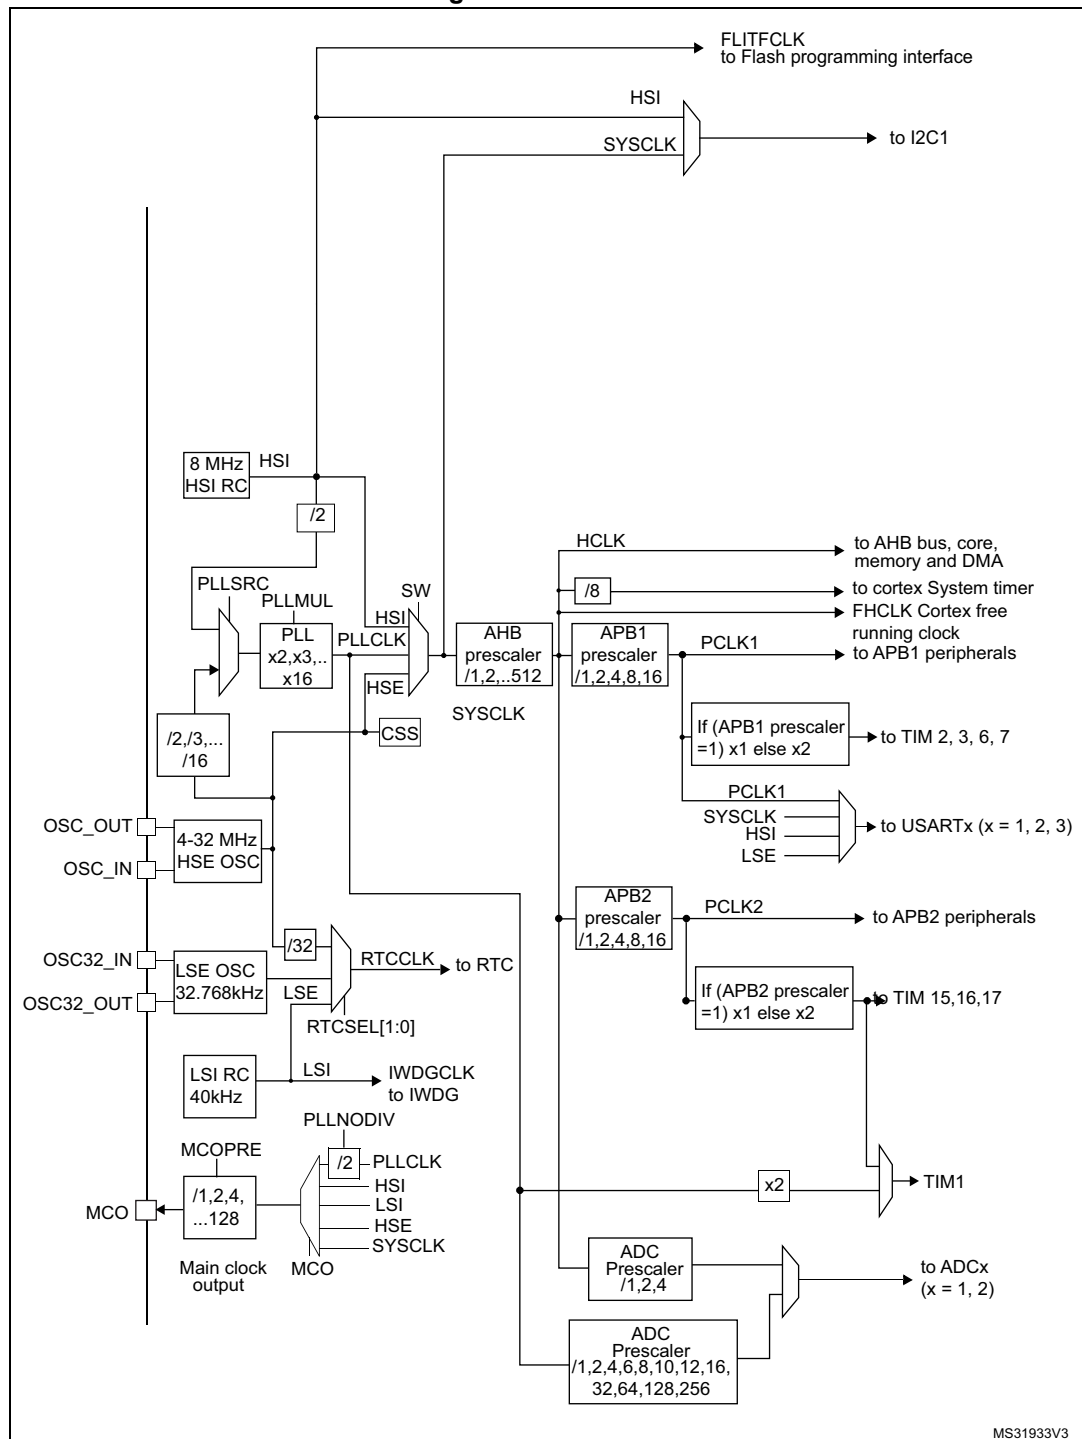 FLITFCLK
to Flash programming interface
HSI
to I2C1
SYSCLK
8 MHz
HSI RC
HSI
/2
PLLSRC
PLLMUL
PLL
x2,x3,..
x16
PLLCLK
HSI
SW
HSE
AHB
prescaler
/1,2,..512
SYSCLK
HCLK
to AHB bus, core,
memory and DMA
/8
to cortex System timer
FHCLK Cortex free
running clock
APB1
prescaler
/1,2,4,8,16
PCLK1
to APB1 peripherals
/2,/3,...
/16
CSS
If (APB1 prescaler
=1) x1 else x2
to TIM 2, 3, 6, 7
PCLK1
SYSCLK
HSI
LSE
to USARTx (x = 1, 2, 3)
OSC_OUT
OSC_IN
4-32 MHz
HSE OSC
APB2
prescaler
/1,2,4,8,16
PCLK2
to APB2 peripherals
OSC32_IN
OSC32_OUT
LSE OSC
32.768kHz
/32
LSE
RTCCLK
to RTC
RTCSEL[1:0]
If (APB2 prescaler
=1) x1 else x2
to TIM 15,16,17
LSI RC
40kHz
LSI
IWDGCLK
to IWDG
PLLNODIV
MCOPRE
/2
PLLCLK
HSI
LSI
HSE
SYSCLK
/1,2,4,
...128
MCO
Main clock
output
MCO
x2
TIM1
ADC
Prescaler
/1,2,4
to ADCx
(x = 1, 2)
ADC
Prescaler
/1,2,4,6,8,10,12,16,
32,64,128,256
MS31933V3